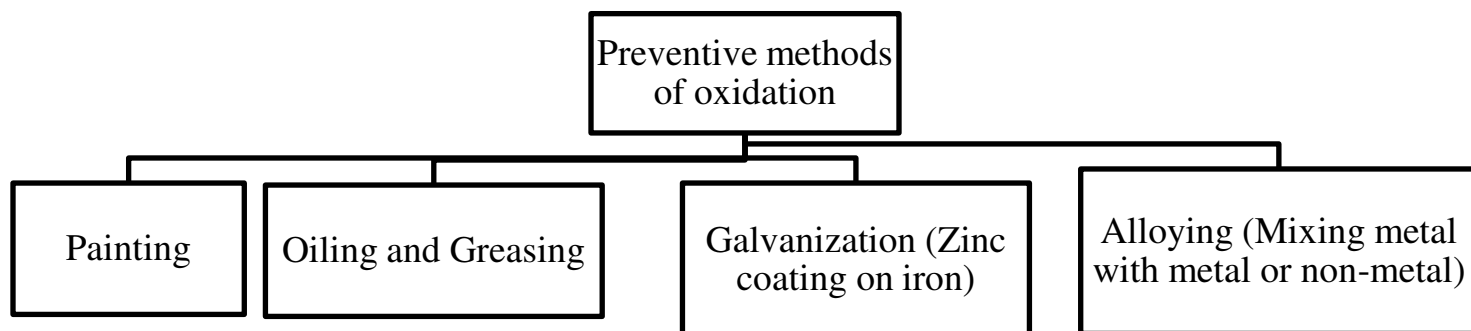 Preventive methods
of oxidation
Painting
Oiling and Greasing
Galvanization (Zinc
coating on iron)
Alloying (Mixing metal
with metal or non-metal)